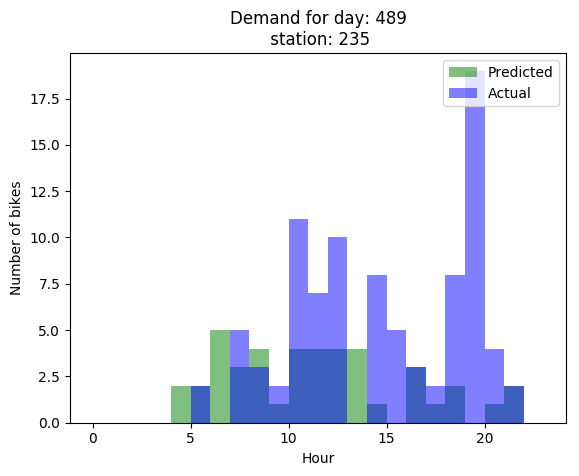 Demand for day: 489
station: 235
Predicted
Actual
17.5
15.0
12.5
10.0
7.5
5.0
2.5
0.0
Number of bikes
0 5 10 15 20
Hour